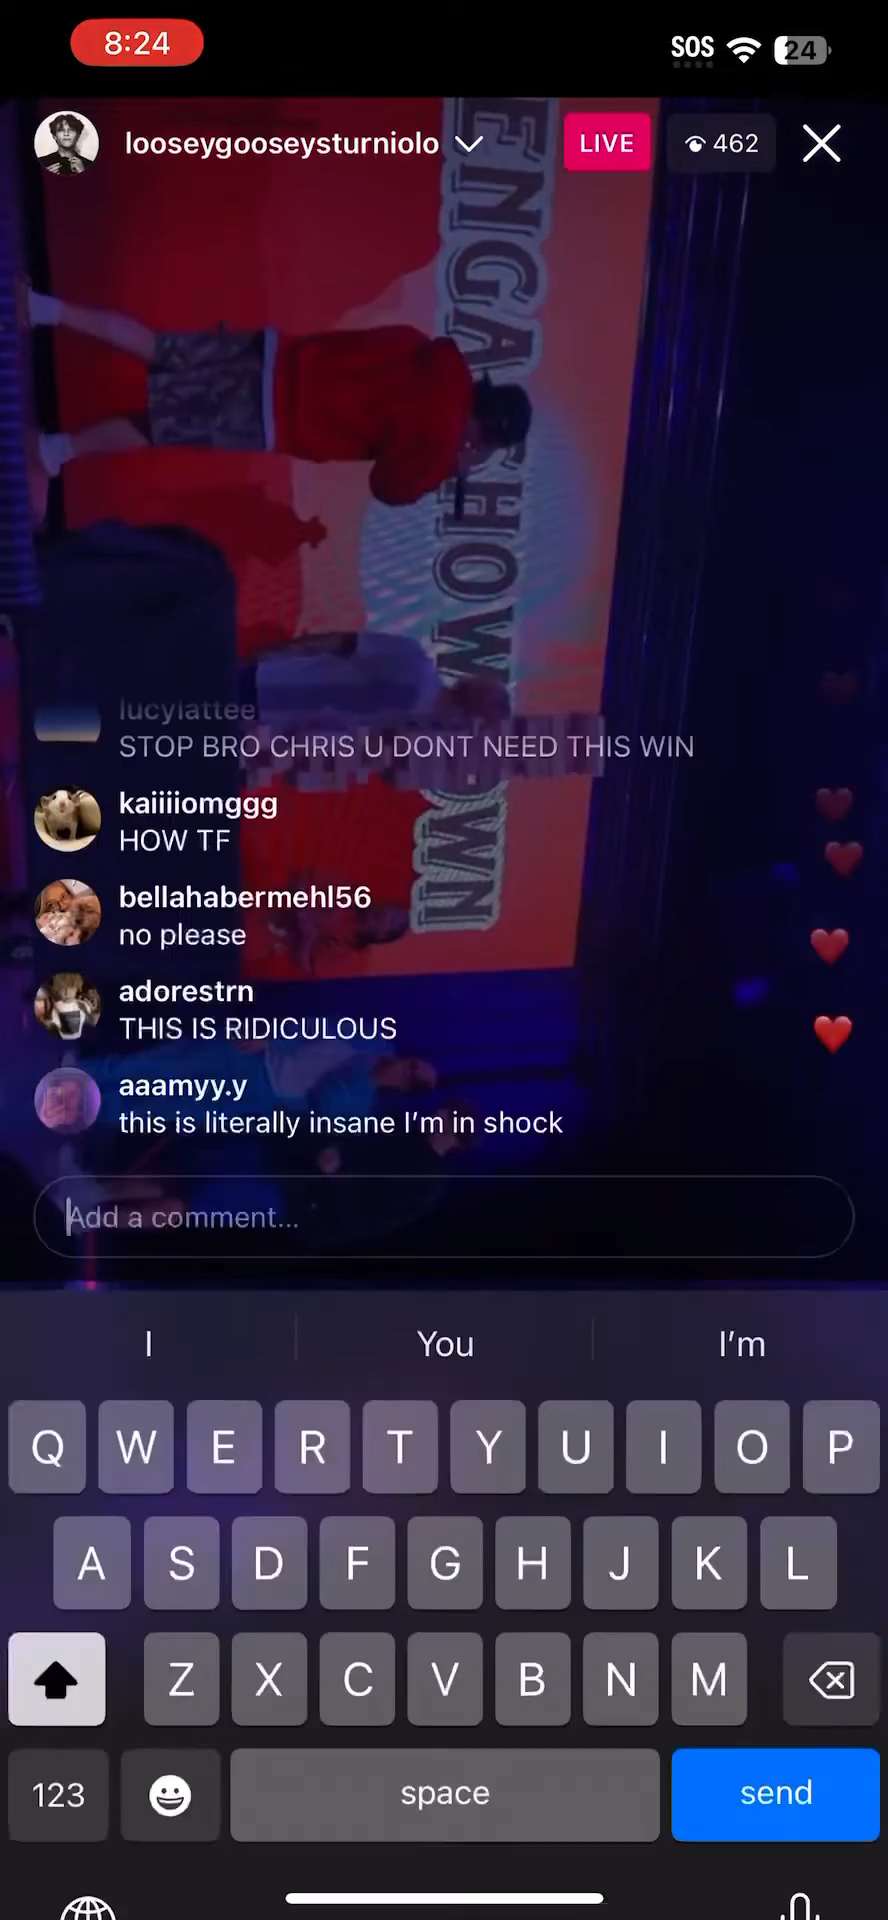 8:24
SOS
24
looseygooseysturniolo
LIVE
462
ENGA SHOWDOWN
lucylattee
STOP BRO CHRIS U DONT NEED THIS WIN
kaiiiiomggg
HOW TF
bellahabermehl56
no please
adorestrn
THIS IS RIDICULOUS
aaamyy.y
this is literally insane I'm in shock
Add a comment...
I
You
I'm
Q W E R T Y U I O P
A S D F G H J K L
Z X C V B N M
123
space
send